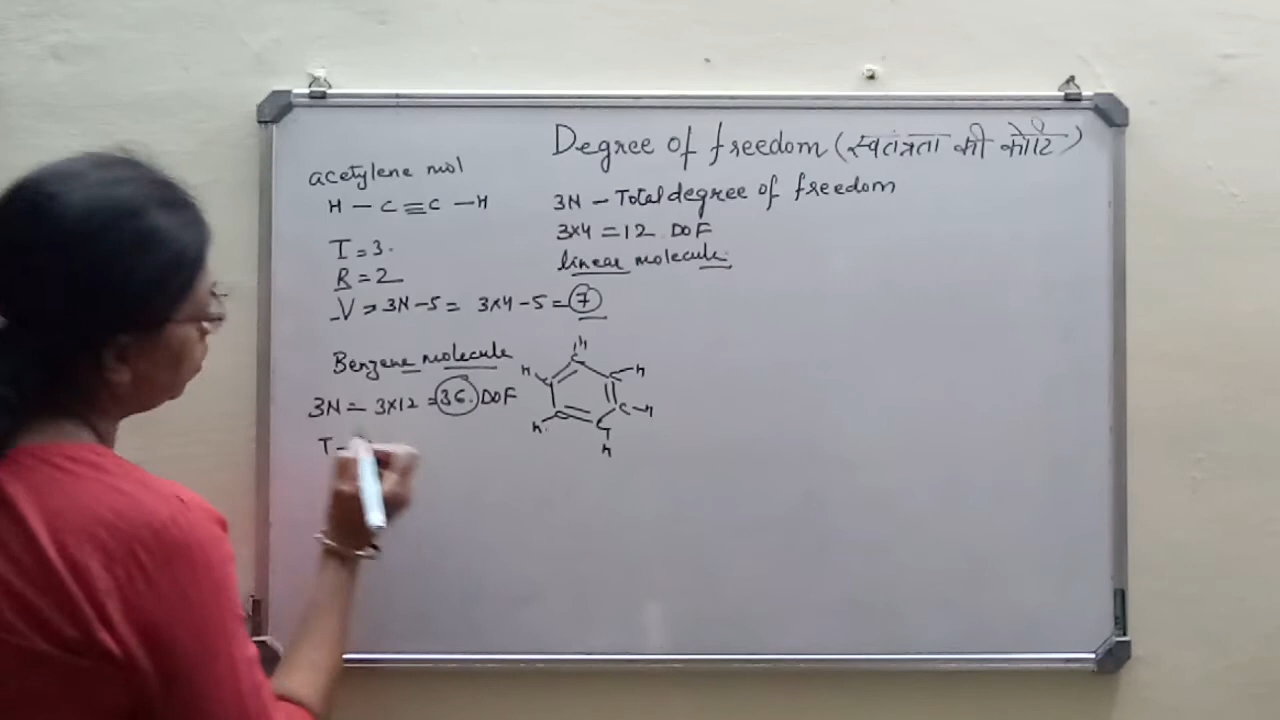 Degree of freedom (स्वतंत्रता की कोटि)
acetylene mol
H – C ≡ C – H
T = 3.
R = 2
V => 3N – 5 = 3x4 – 5 = 7
3N – Total degree of freedom
3x4 = 12 DOF
linear molecule.
Benzene molecule
3N = 3x12 = 36. DOF
T –
H
C
H
H
C – H
C
H
H